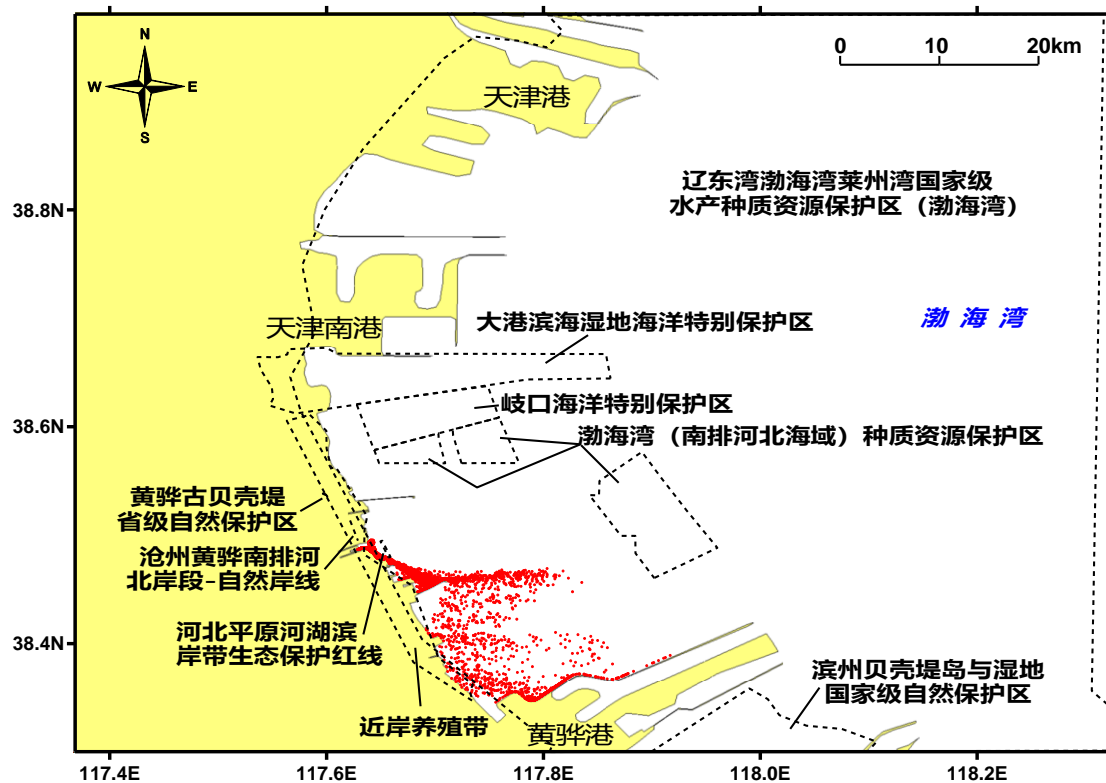 N
W
E
S
0
10
20km
天津港
辽东湾渤海湾莱州湾国家级
水产种质资源保护区（渤海湾）
38.8N
渤 海 湾
天津南港
大港滨海湿地海洋特别保护区
岐口海洋特别保护区
38.6N
渤海湾（南排河北海域）种质资源保护区
黄骅古贝壳堤
省级自然保护区
沧州黄骅南排河
北岸段-自然岸线
河北平原河湖滨
岸带生态保护红线
38.4N
滨州贝壳堤岛与湿地
国家级自然保护区
近岸养殖带
黄骅港
117.4E
117.6E
117.8E
118.0E
118.2E